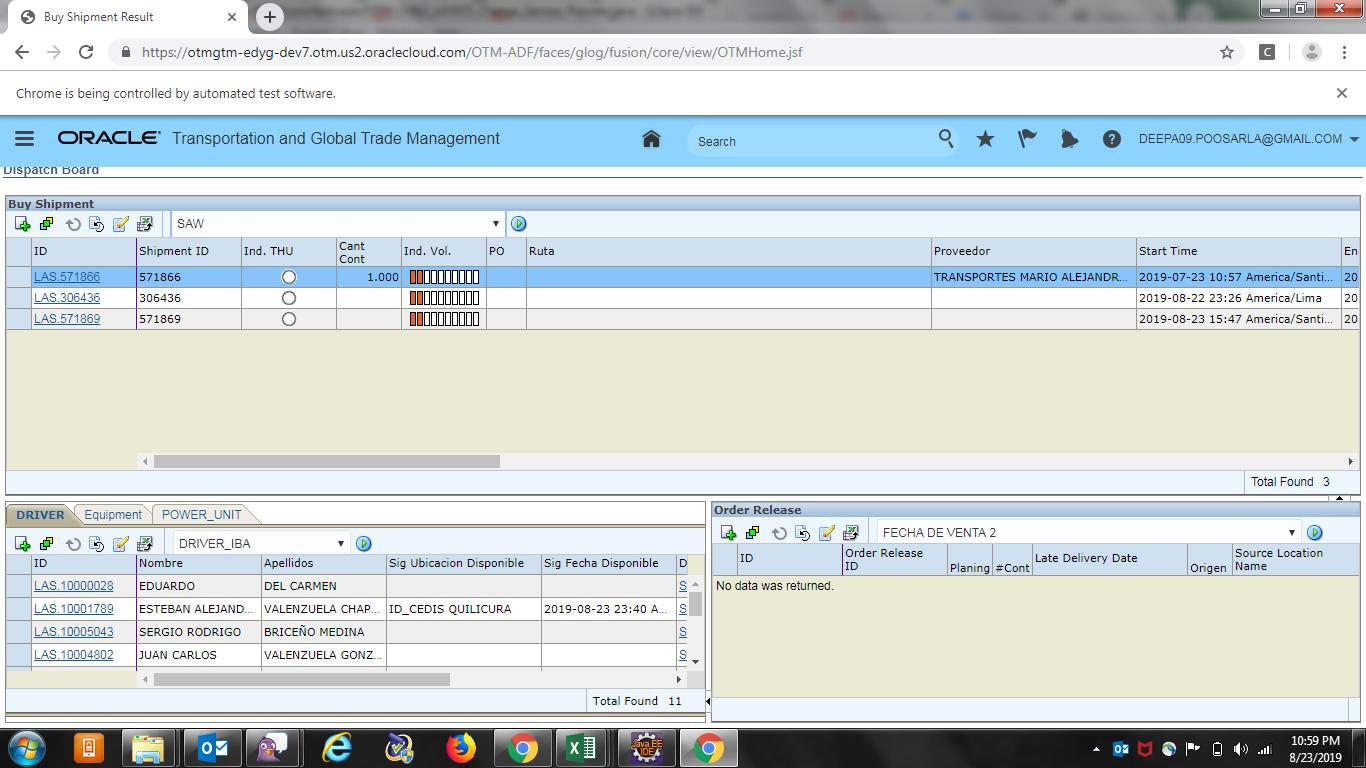 Buy Shipment Result
https://otmgtm-edyg-dev7.otm.us2.oraclecloud.com/OTM-ADF/faces/glog/fusion/core/view/OTMHome.jsf
C
Chrome is being controlled by automated test software.
ORACLE Transportation and Global Trade Management
Search
DEEPA09.POOSARLA@GMAIL.COM
Dispatch Board
Buy Shipment
SAW
ID Shipment ID Ind. THU Cant Cont Ind. Vol. PO Ruta Proveedor Start Time En
LAS.571866 571866 1.000 TRANSPORTES MARIO ALEJANDR... 2019-07-23 10:57 America/Santi... 20
LAS.306436 306436 2019-08-22 23:26 America/Lima 20
LAS.571869 571869 2019-08-23 15:47 America/Santi... 20
Total Found 3
DRIVER Equipment POWER_UNIT
DRIVER_IBA
ID Nombre Apellidos Sig Ubicacion Disponible Sig Fecha Disponible D
LAS.10000028 EDUARDO DEL CARMEN S
LAS.10001789 ESTEBAN ALEJAND... VALENZUELA CHAP... ID_CEDIS QUILICURA 2019-08-23 23:40 A... S
LAS.10005043 SERGIO RODRIGO BRICEÑO MEDINA S
LAS.10004802 JUAN CARLOS VALENZUELA GONZ... S
Total Found 11
Order Release
FECHA DE VENTA 2
ID Order Release ID Planing #Cont Late Delivery Date Origen Source Location Name
No data was returned.
Java EE IDE
10:59 PM
8/23/2019